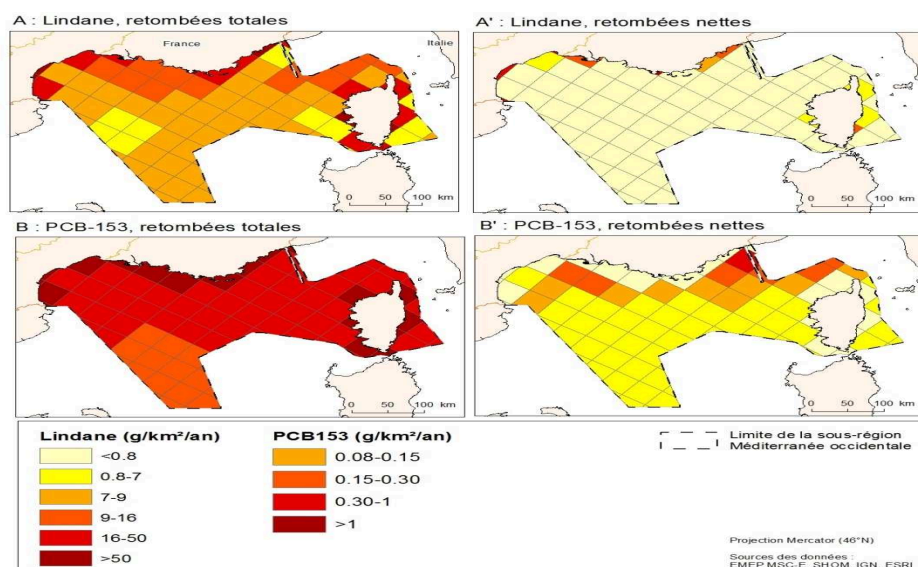 A : Lindane, retombées totales
A' : Lindane, retombées nettes
France
Italie
0 50 100 km
0 50 100 km
B : PCB-153, retombées totales
B' : PCB-153, retombées nettes
0 50 100 km
0 50 100 km
Lindane (g/km²/an)
<0.8
0.8-7
7-9
9-16
16-50
>50
PCB153 (g/km²/an)
0.08-0.15
0.15-0.30
0.30-1
>1
Limite de la sous-région
Méditerranée occidentale
Projection Mercator (46°N)
Sources des données :
EMEP MSC-E, SHOM, IGN, ESRI